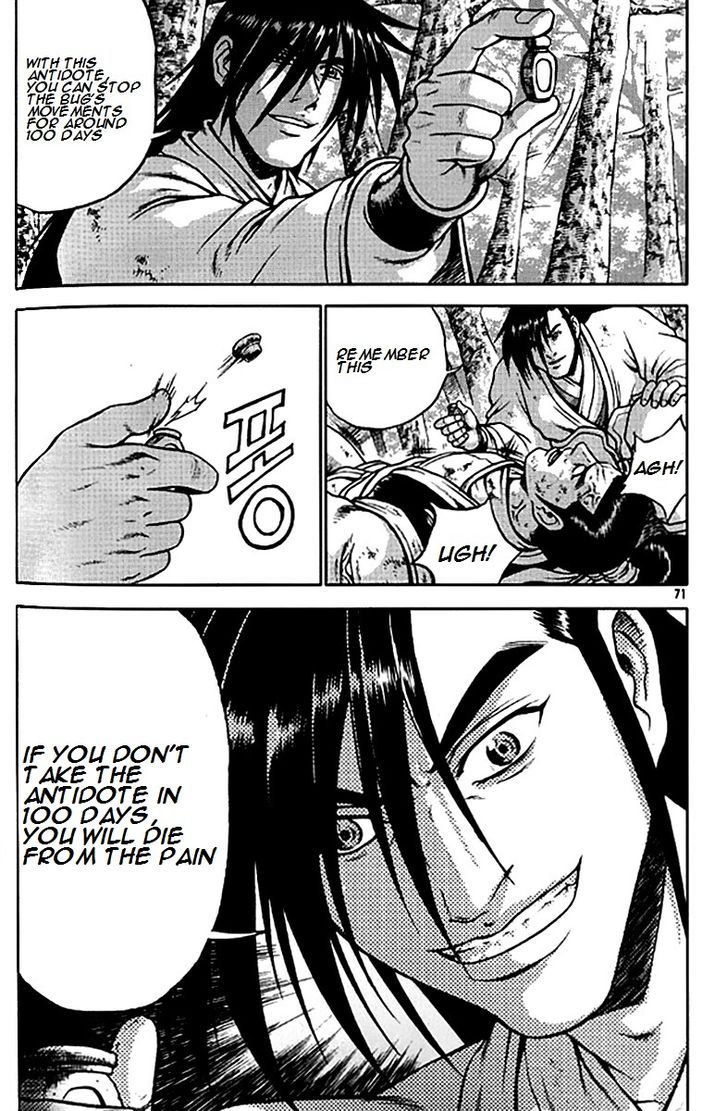 WITH THIS
ANTIDOTE,
YOU CAN STOP
THE BUG'S
MOVEMENTS
FOR AROUND
100 DAYS
펑
REMEMBER
THIS
AGH!
UGH!
71
IF YOU DON'T
TAKE THE
ANTIDOTE IN
100 DAYS,
YOU WILL DIE
FROM THE PAIN